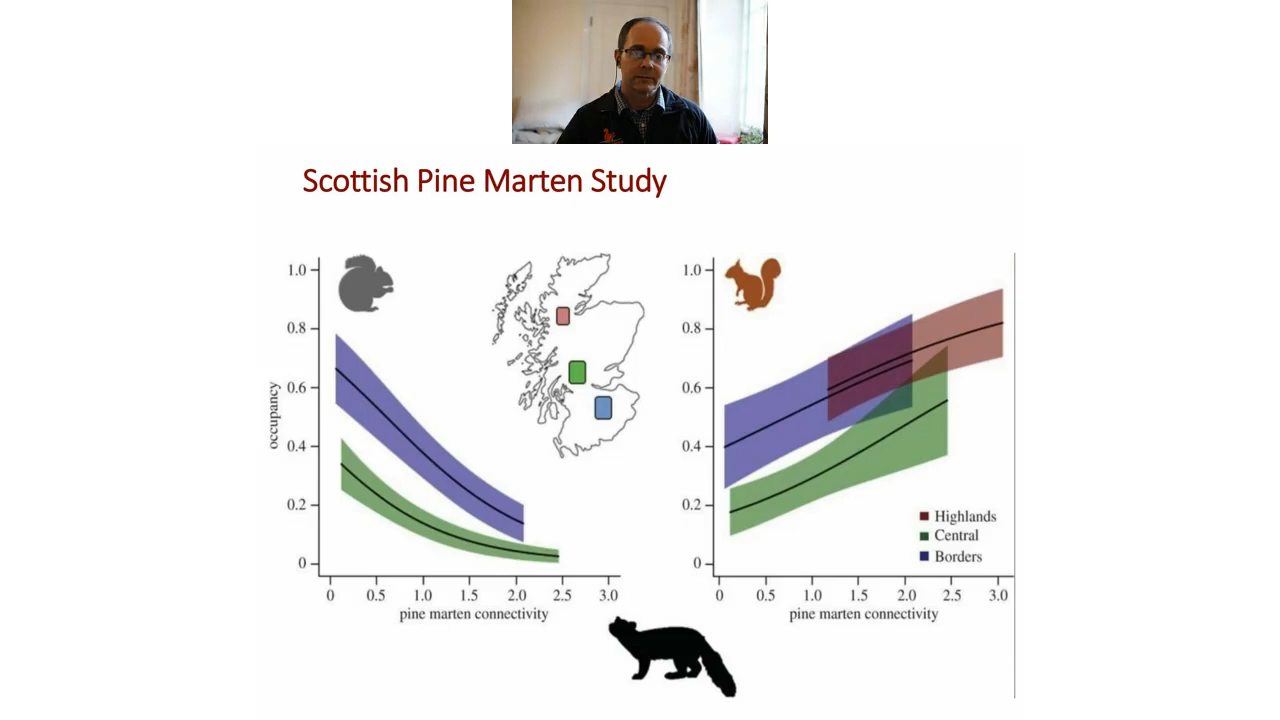 Scottish Pine Marten Study
1.0
0.8
0.6
0.4
0.2
0
occupancy
0 0.5 1.0 1.5 2.0 2.5 3.0
pine marten connectivity
1.0
0.8
0.6
0.4
0.2
0
Highlands
Central
Borders
0 0.5 1.0 1.5 2.0 2.5 3.0
pine marten connectivity